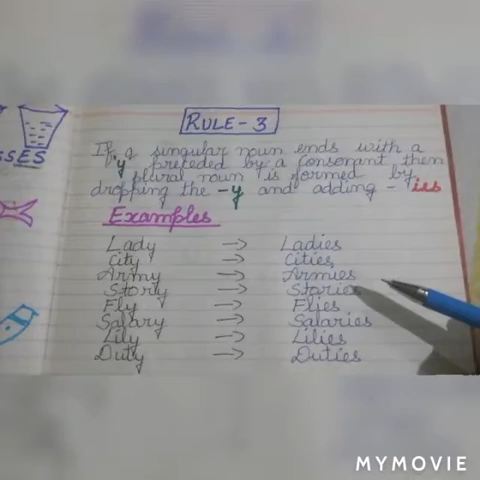 SSES
RULE-3
If a singular noun ends with a
'y preceded by a consonant then
plural noun is formed by
dropping the -y and adding - ies
Examples
Lady → Ladies
City → Cities
Army → Armies
Story → Stories
Fly → Flies
Salary → Salaries
Lily → Lilies
Duty → Duties
MYMOVIE